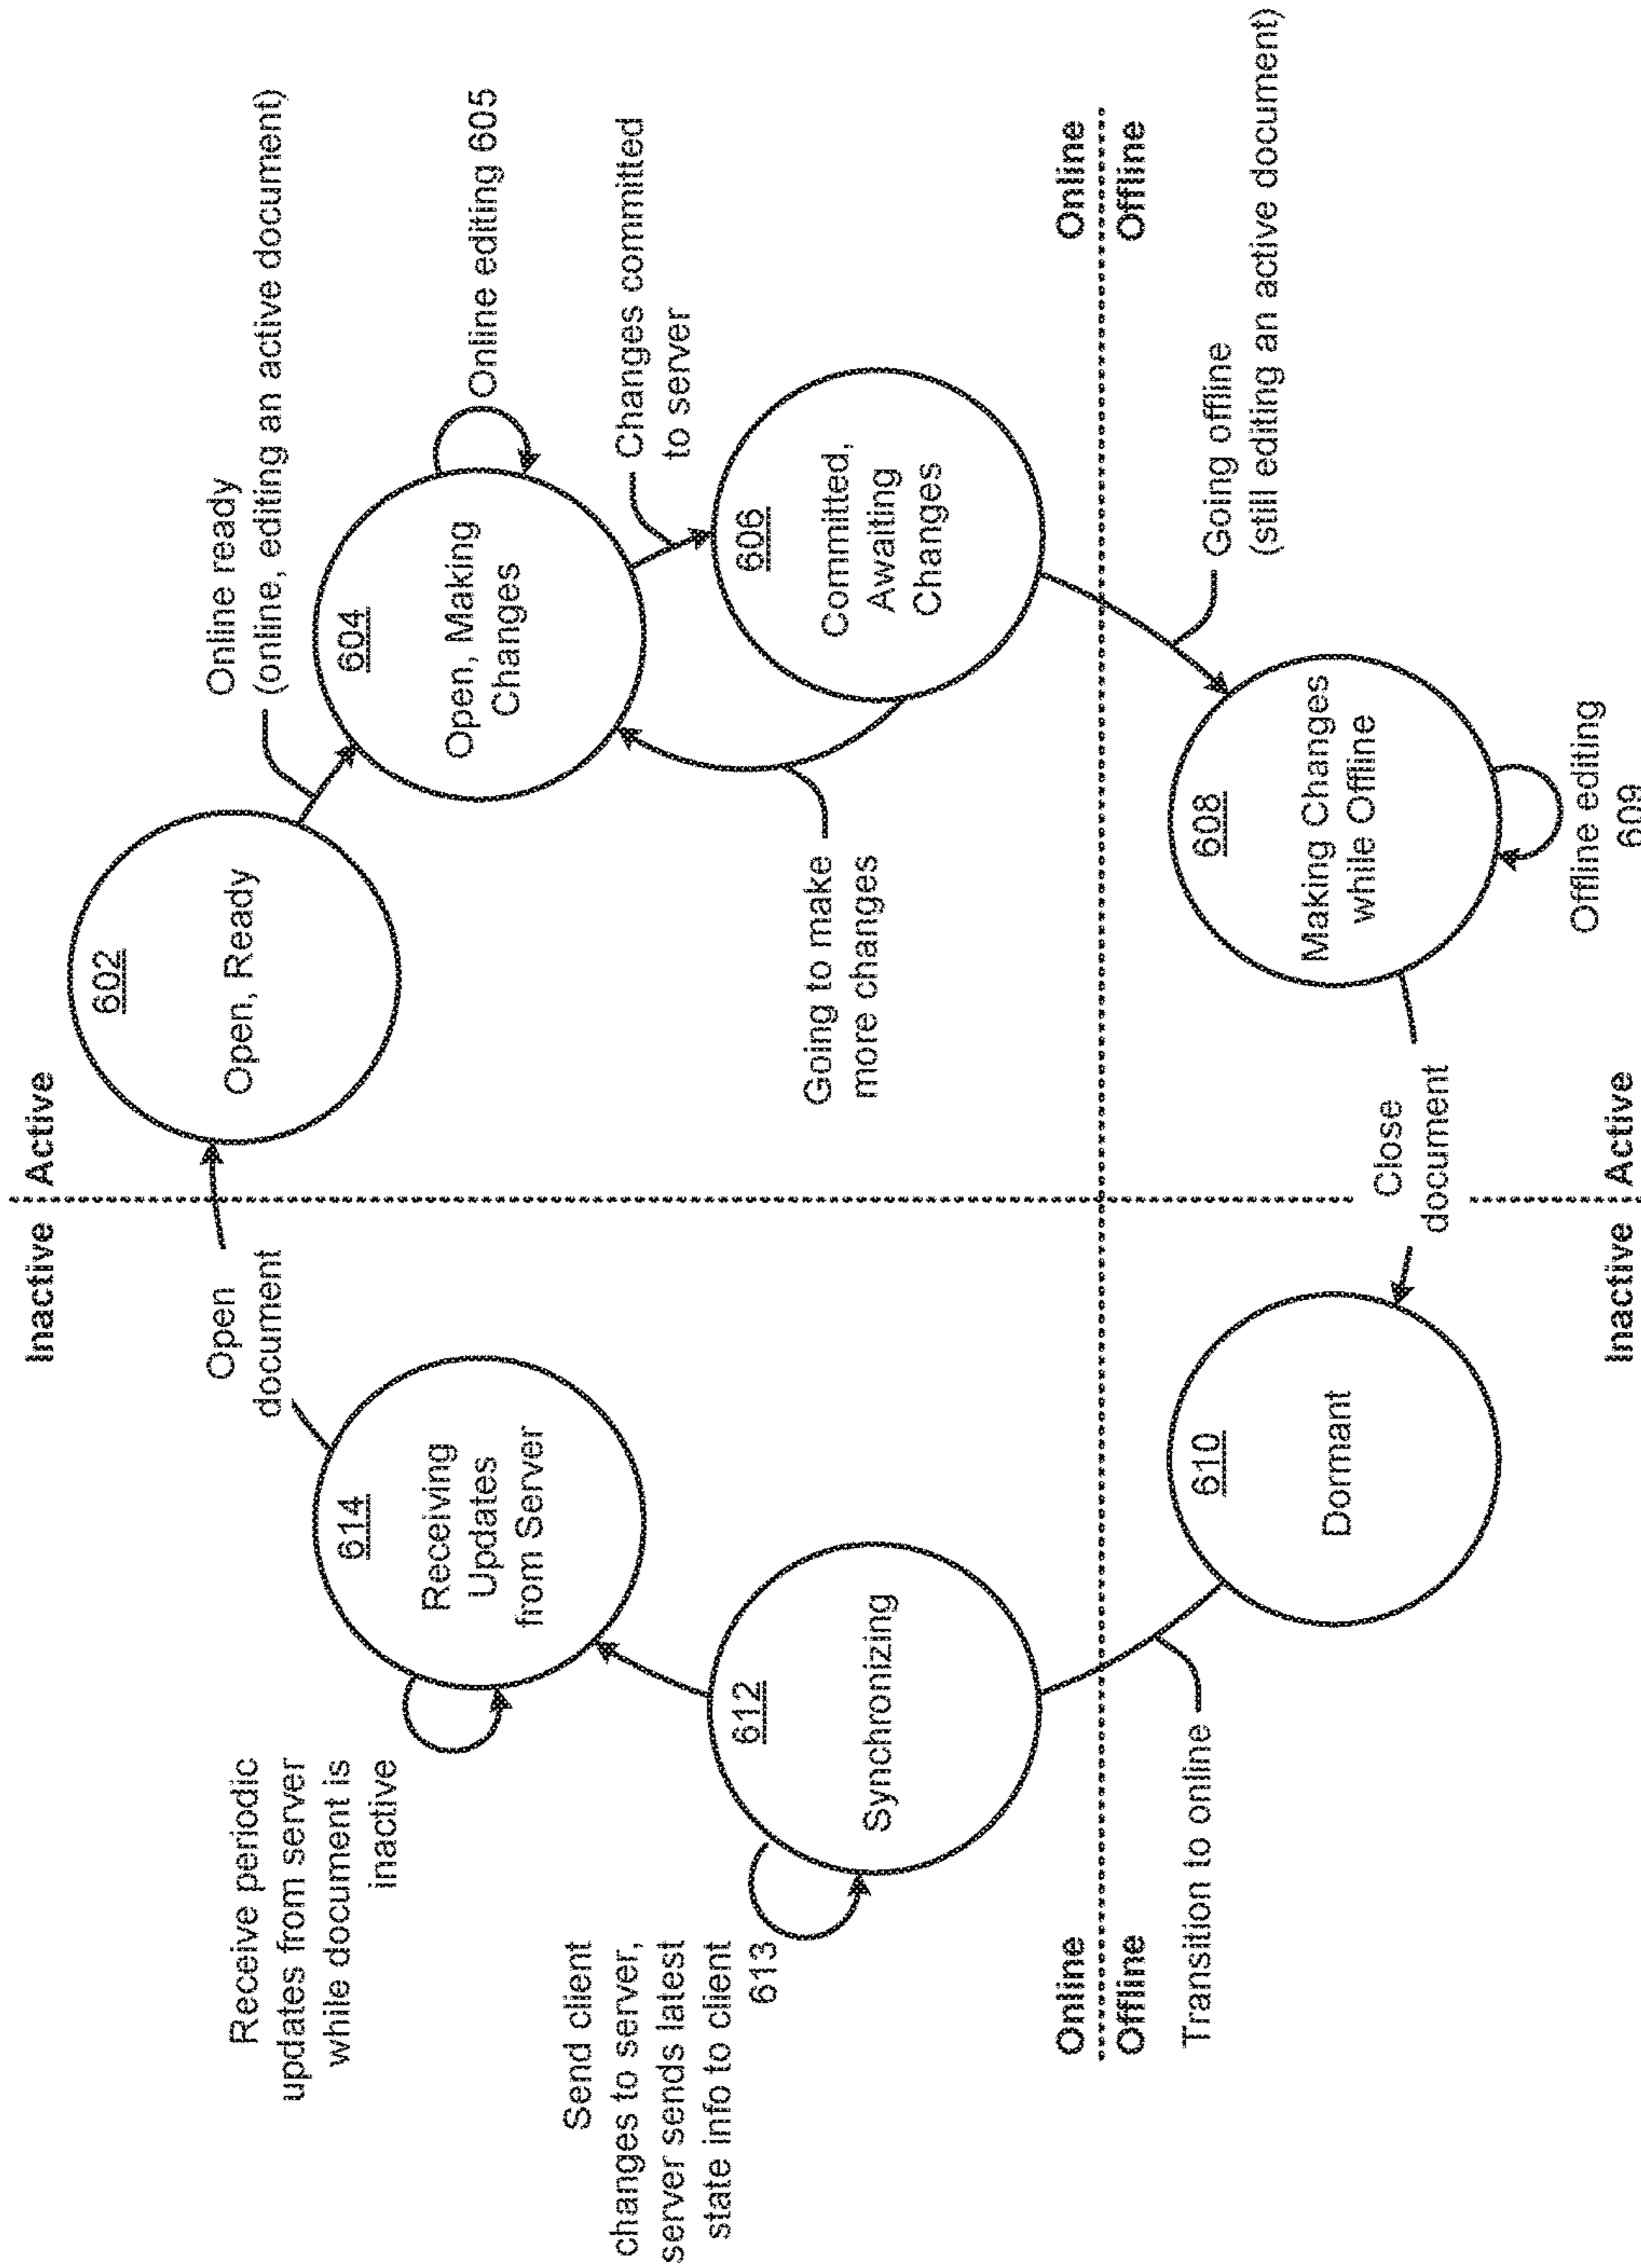 Inactive
Active
Open
document
602
Open, Ready
Online ready
(online, editing an active document)
604
Open, Making
Changes
Online editing 605
Changes committed
to server
606
Committed,
Awaiting
Changes
Going to make
more changes
Online
Offline
Going offline
(still editing an active document)
608
Making Changes
while Offline
Offline editing
609
Close
document
Inactive
Active
610
Dormant
Transition to online
Online
Offline
612
Synchronizing
Send client
changes to server,
server sends latest
state info to client
613
614
Receiving
Updates
from Server
Receive periodic
updates from server
while document is
inactive